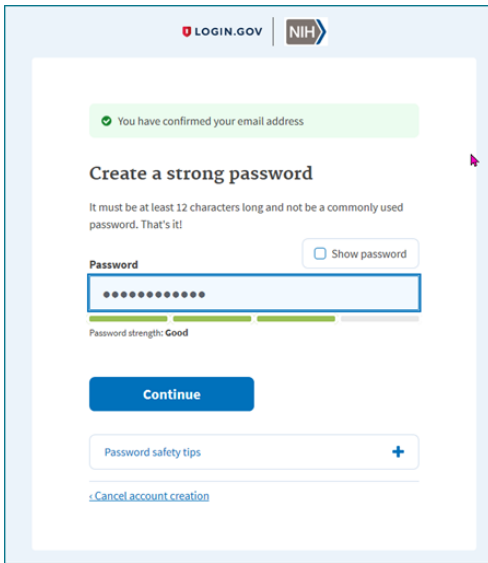 LOGIN.GOV NIH
You have confirmed your email address
Create a strong password
It must be at least 12 characters long and not be a commonly used
password. That's it!
Show password
Password
••••••••••••
Password strength: Good
Continue
Password safety tips
‹ Cancel account creation